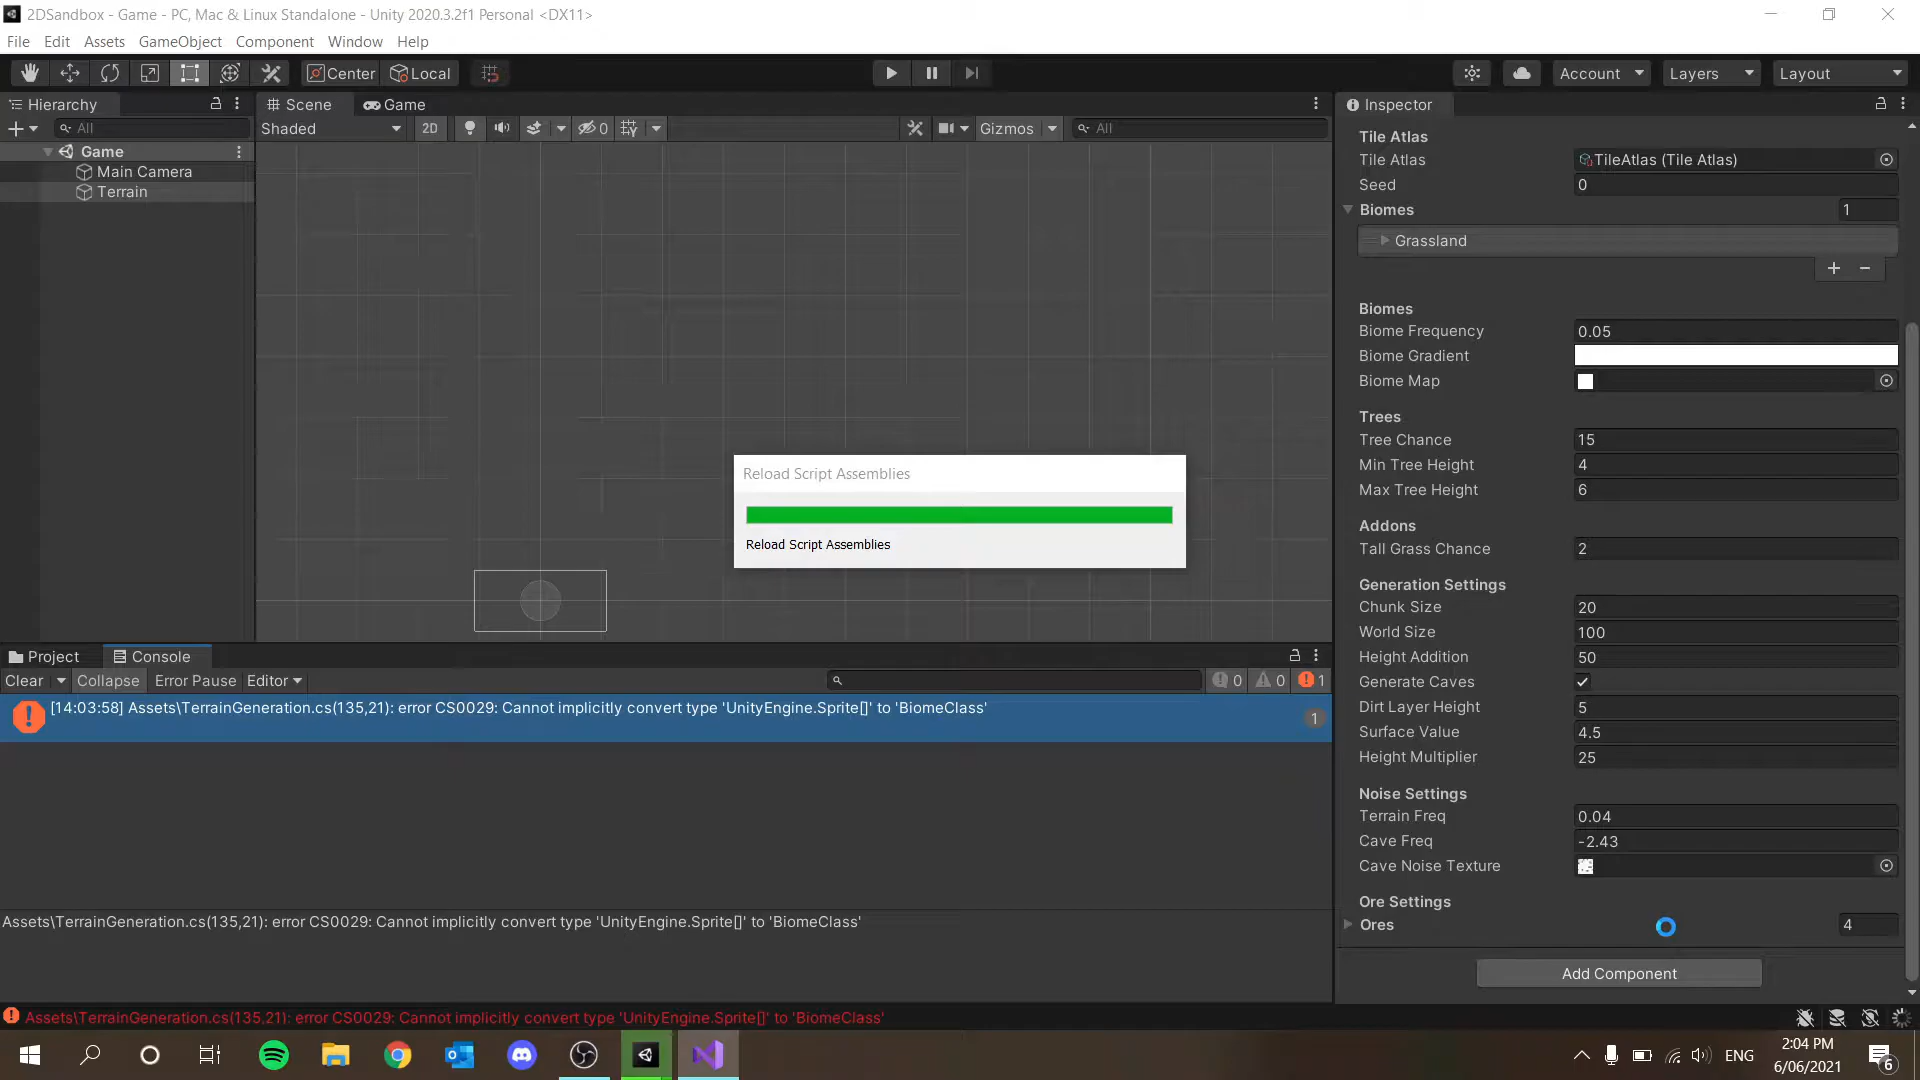 2DSandbox - Game - PC, Mac & Linux Standalone - Unity 2020.3.2f1 Personal <DX11>
File Edit Assets GameObject Component Window Help
Center Local Account Layers Layout
Hierarchy Scene Game Inspector
All Shaded 2D 0 Gizmos All
Game
Main Camera
Terrain
Tile Atlas
Tile Atlas TileAtlas (Tile Atlas)
Seed 0
Biomes 1
Grassland
Biomes
Biome Frequency 0.05
Biome Gradient
Biome Map
Trees
Tree Chance 15
Min Tree Height 4
Max Tree Height 6
Addons
Tall Grass Chance 2
Generation Settings
Chunk Size 20
World Size 100
Height Addition 50
Generate Caves
Dirt Layer Height 5
Surface Value 4.5
Height Multiplier 25
Noise Settings
Terrain Freq 0.04
Cave Freq -2.43
Cave Noise Texture
Ore Settings
Ores 4
Add Component
Reload Script Assemblies
Reload Script Assemblies
Project Console
Clear Collapse Error Pause Editor 0 0 1
[14:03:58] Assets\TerrainGeneration.cs(135,21): error CS0029: Cannot implicitly convert type 'UnityEngine.Sprite[]' to 'BiomeClass'
1
Assets\TerrainGeneration.cs(135,21): error CS0029: Cannot implicitly convert type 'UnityEngine.Sprite[]' to 'BiomeClass'
Assets\TerrainGeneration.cs(135,21): error CS0029: Cannot implicitly convert type 'UnityEngine.Sprite[]' to 'BiomeClass'
ENG
2:04 PM
6/06/2021
6